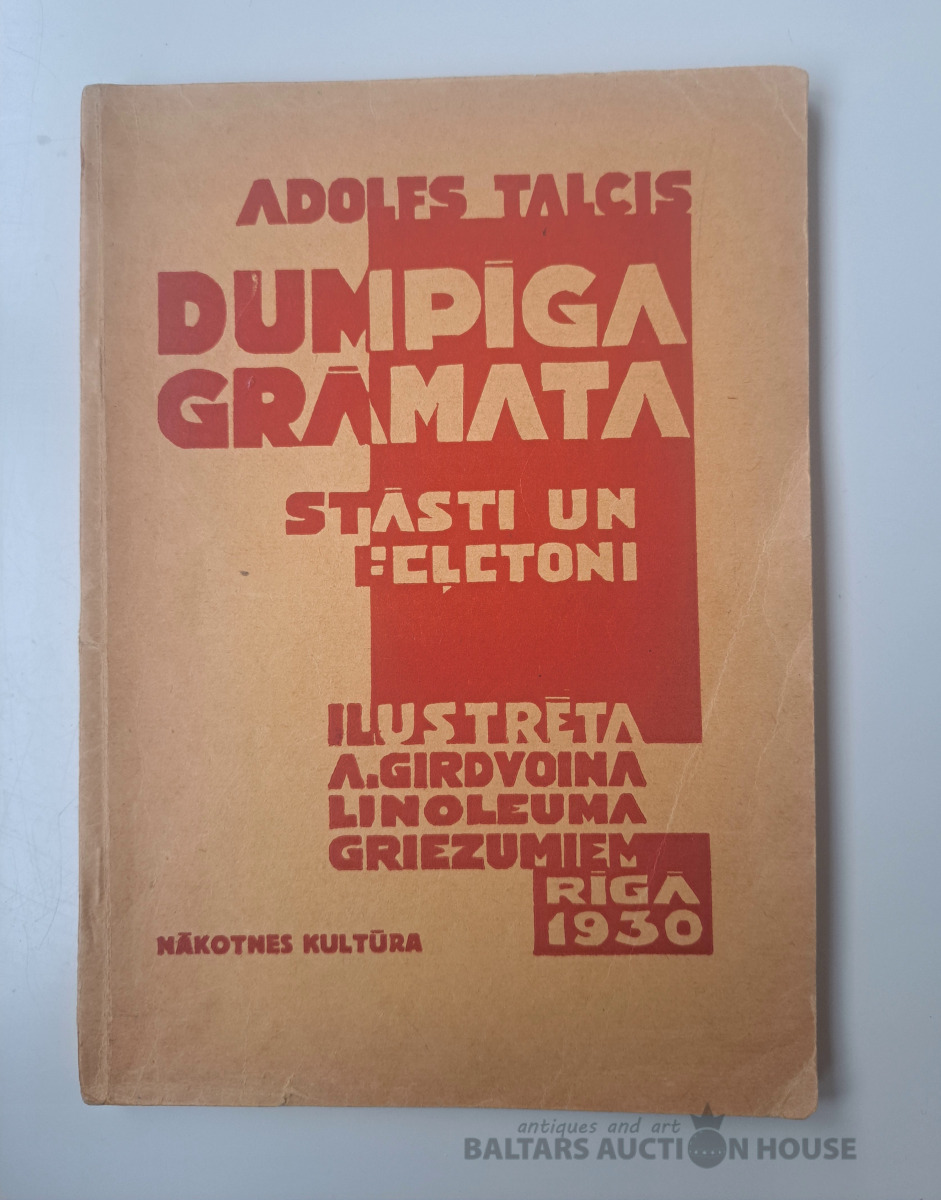 ADOLFS TALCIS
DUMPĪGA
GRĀMATA
STĀSTI UN
FEĻETONI
ILUSTRĒTA
A.GIRDVOINA
LINOLEUMA
GRIEZUMIEM
RĪGĀ
1930
NĀKOTNES KULTŪRA
antiques and art
BALTARS AUCTION HOUSE